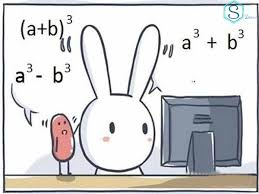 (a+b)³
a³ + b³
a³- b³
S